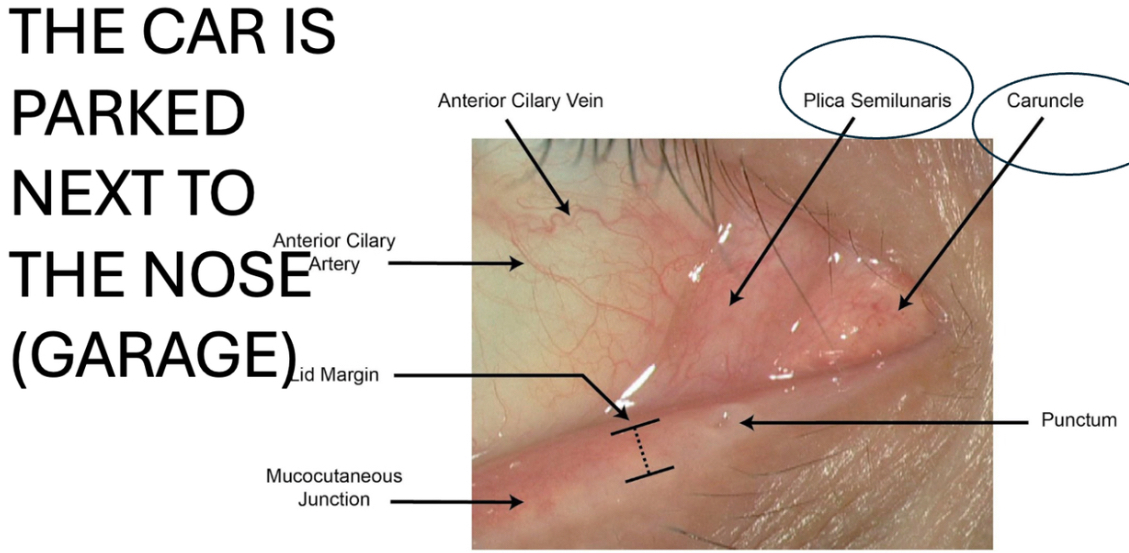 THE CAR IS
PARKED
NEXT TO
THE NOSE
(GARAGE)
Anterior Cilary Vein
Plica Semilunaris
Caruncle
Anterior Cilary
Artery
Lid Margin
Punctum
Mucocutaneous
Junction